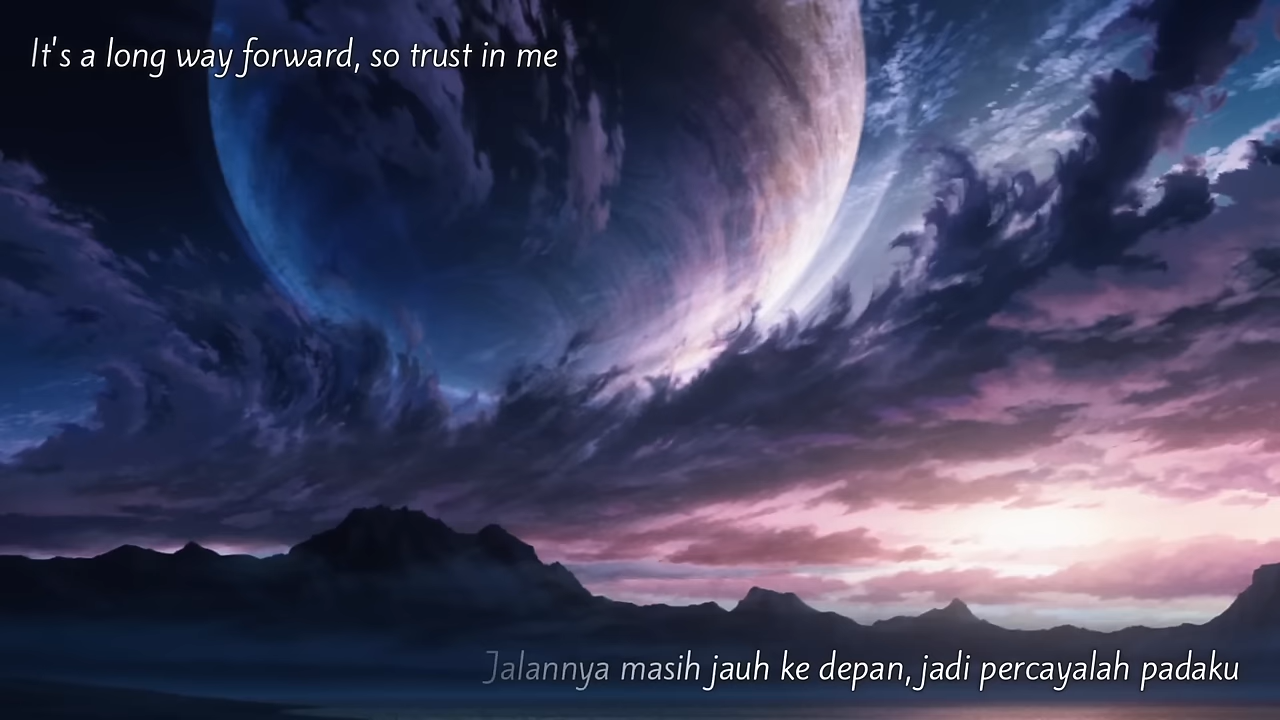 It's a long way forward, so trust in me
Jalannya masih jauh ke depan, jadi percayalah padaku